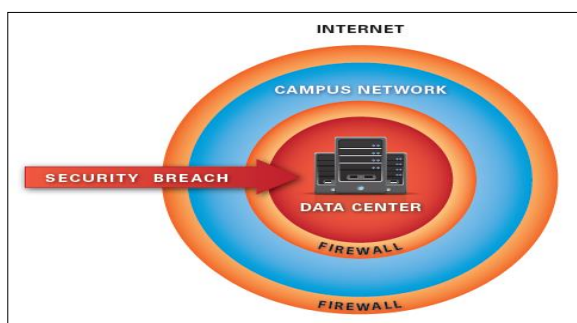 INTERNET
CAMPUS NETWORK
SECURITY BREACH
DATA CENTER
FIREWALL
FIREWALL